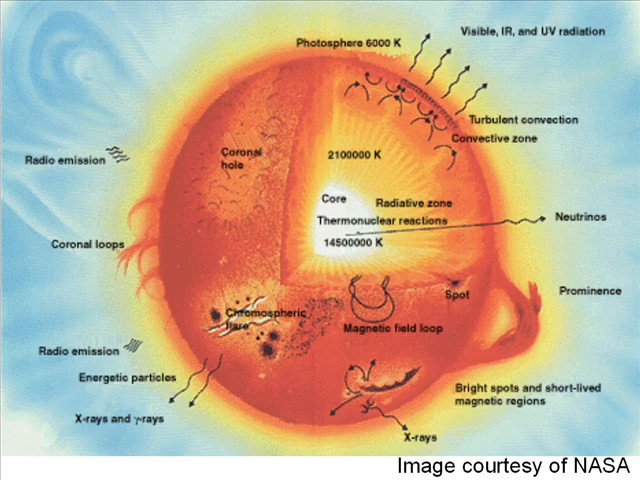 Visible, IR, and UV radiation
Photosphere 6000 K
Turbulent convection
Convective zone
Radio emission
Coronal
hole
2100000 K
Core
Radiative zone
Thermonuclear reactions
Neutrinos
14500000 K
Coronal loops
Spot
Prominence
Chromospheric
flare
Magnetic field loop
Radio emission
Energetic particles
Bright spots and short-lived
magnetic regions
X-rays and γ-rays
X-rays
Image courtesy of NASA